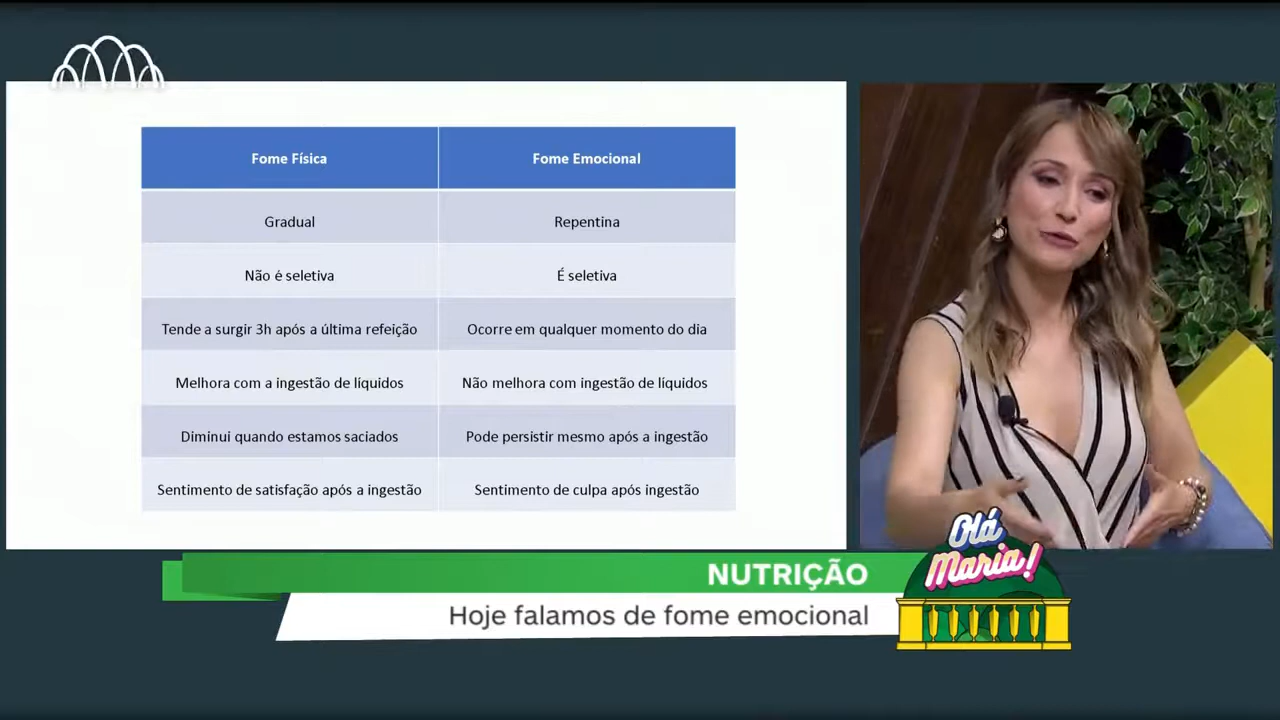 Fome Física
Fome Emocional
Gradual
Repentina
Não é seletiva
É seletiva
Tende a surgir 3h após a última refeição
Ocorre em qualquer momento do dia
Melhora com a ingestão de líquidos
Não melhora com ingestão de líquidos
Diminui quando estamos saciados
Pode persistir mesmo após a ingestão
Sentimento de satisfação após a ingestão
Sentimento de culpa após ingestão
NUTRIÇÃO
Hoje falamos de fome emocional
Olá
Maria!